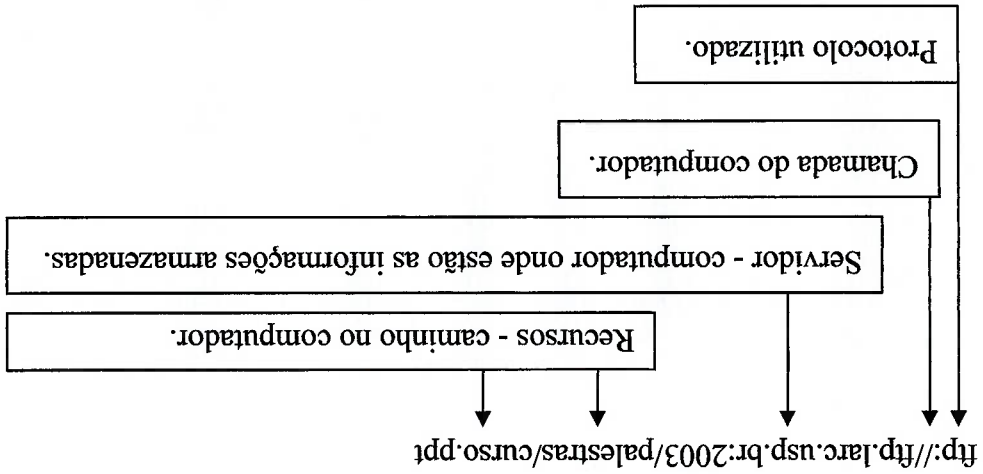 ftp://ftp.larc.usp.br:2003/palestras/curso.ppt
Recursos - caminho no computador.
Servidor - computador onde estão as informações armazenadas.
Chamada do computador.
Protocolo utilizado.